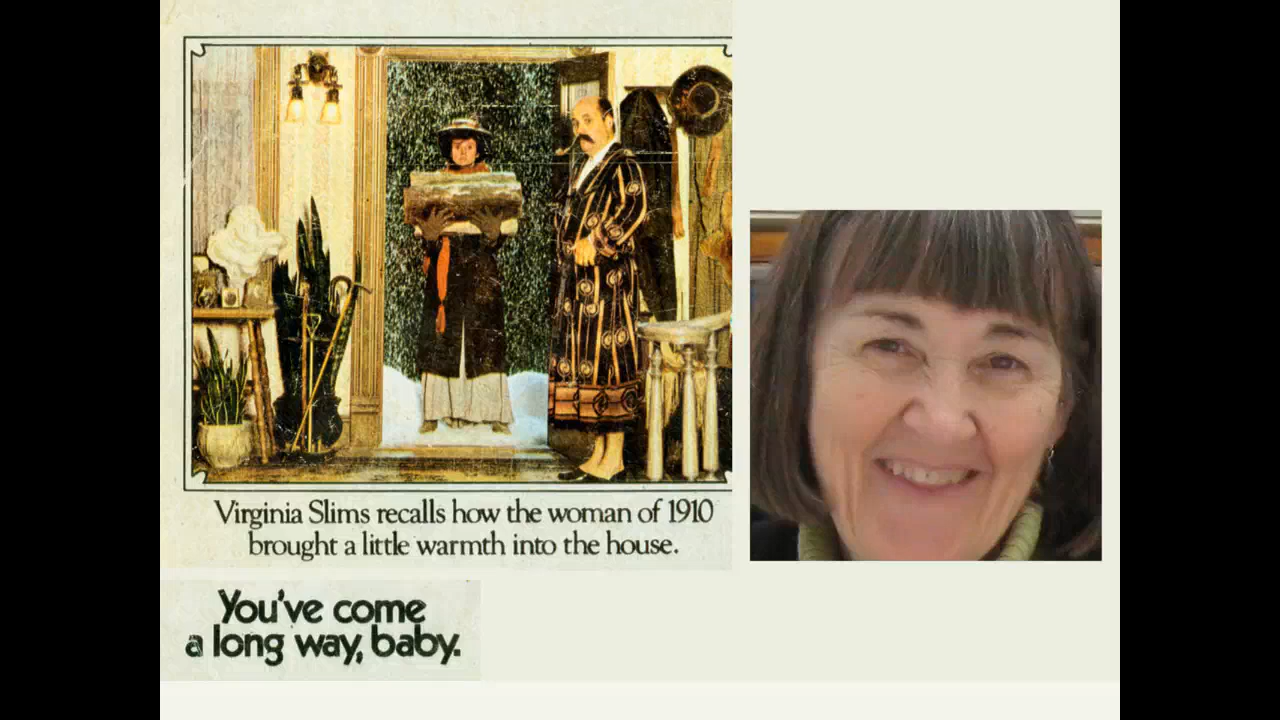 Virginia Slims recalls how the woman of 1910
brought a little warmth into the house.
You've come
a long way, baby.